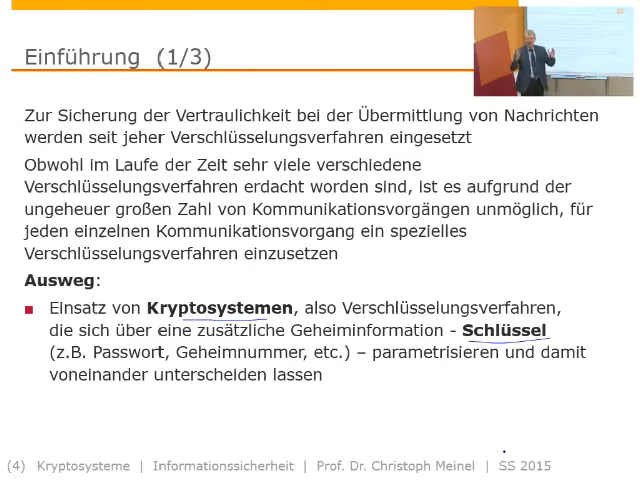 Einführung (1/3)
Zur Sicherung der Vertraulichkeit bei der Übermittlung von Nachrichten
werden seit jeher Verschlüsselungsverfahren eingesetzt
Obwohl im Laufe der Zeit sehr viele verschiedene
Verschlüsselungsverfahren erdacht worden sind, ist es aufgrund der
ungeheuer großen Zahl von Kommunikationsvorgängen unmöglich, für
jeden einzelnen Kommunikationsvorgang ein spezielles
Verschlüsselungsverfahren einzusetzen
Ausweg:
Einsatz von Kryptosystemen, also Verschlüsselungsverfahren,
die sich über eine zusätzliche Geheiminformation - Schlüssel
(z.B. Passwort, Geheimnummer, etc.) – parametrisieren und damit
voneinander unterscheiden lassen
(4) Kryptosysteme | Informationssicherheit | Prof. Dr. Christoph Meinel | SS 2015